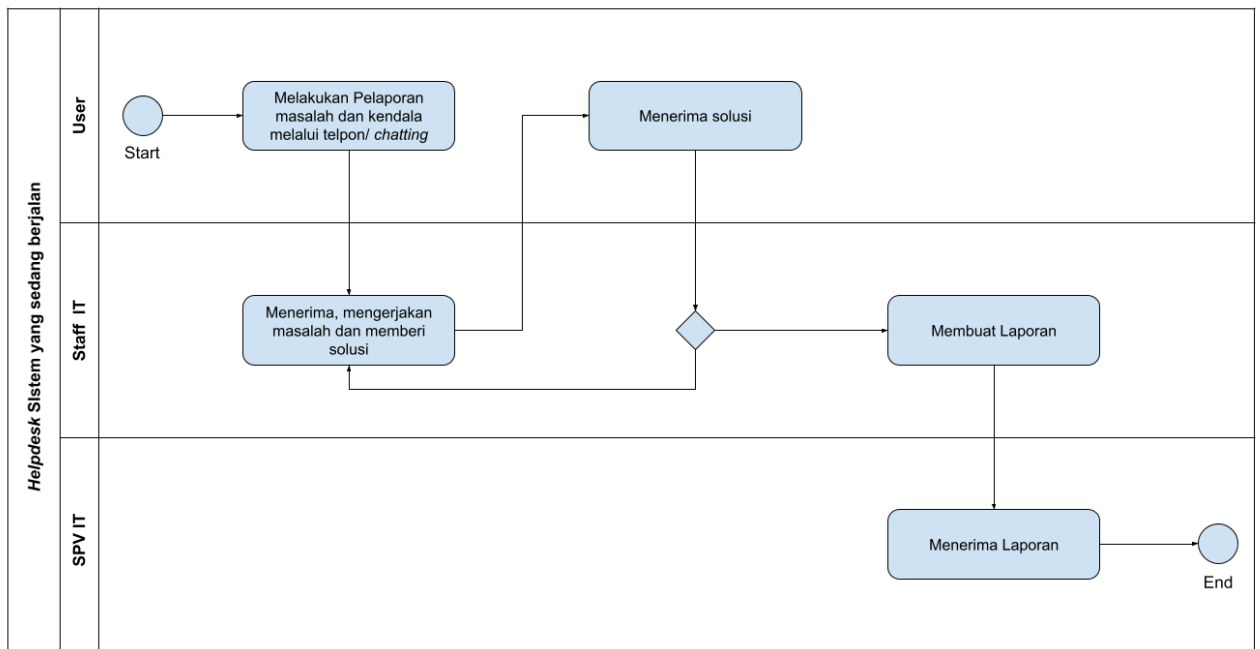 Helpdesk SIstem yang sedang berjalan
User
Start
Melakukan Pelaporan
masalah dan kendala
melalui telpon/ chatting
Menerima solusi
Staff IT
Menerima, mengerjakan
masalah dan memberi
solusi
Membuat Laporan
SPV IT
Menerima Laporan
End